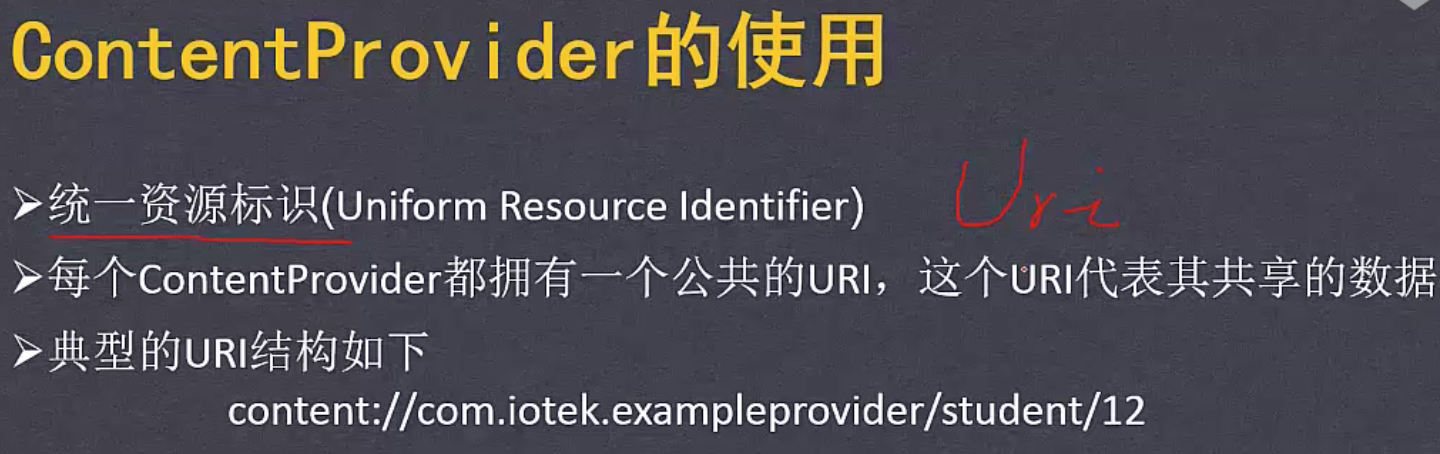 ContentProvider的使用
➢统一资源标识(Uniform Resource Identifier)
Uri
➢每个ContentProvider都拥有一个公共的URI，这个URI代表其共享的数据
➢典型的URI结构如下
content://com.iotek.exampleprovider/student/12